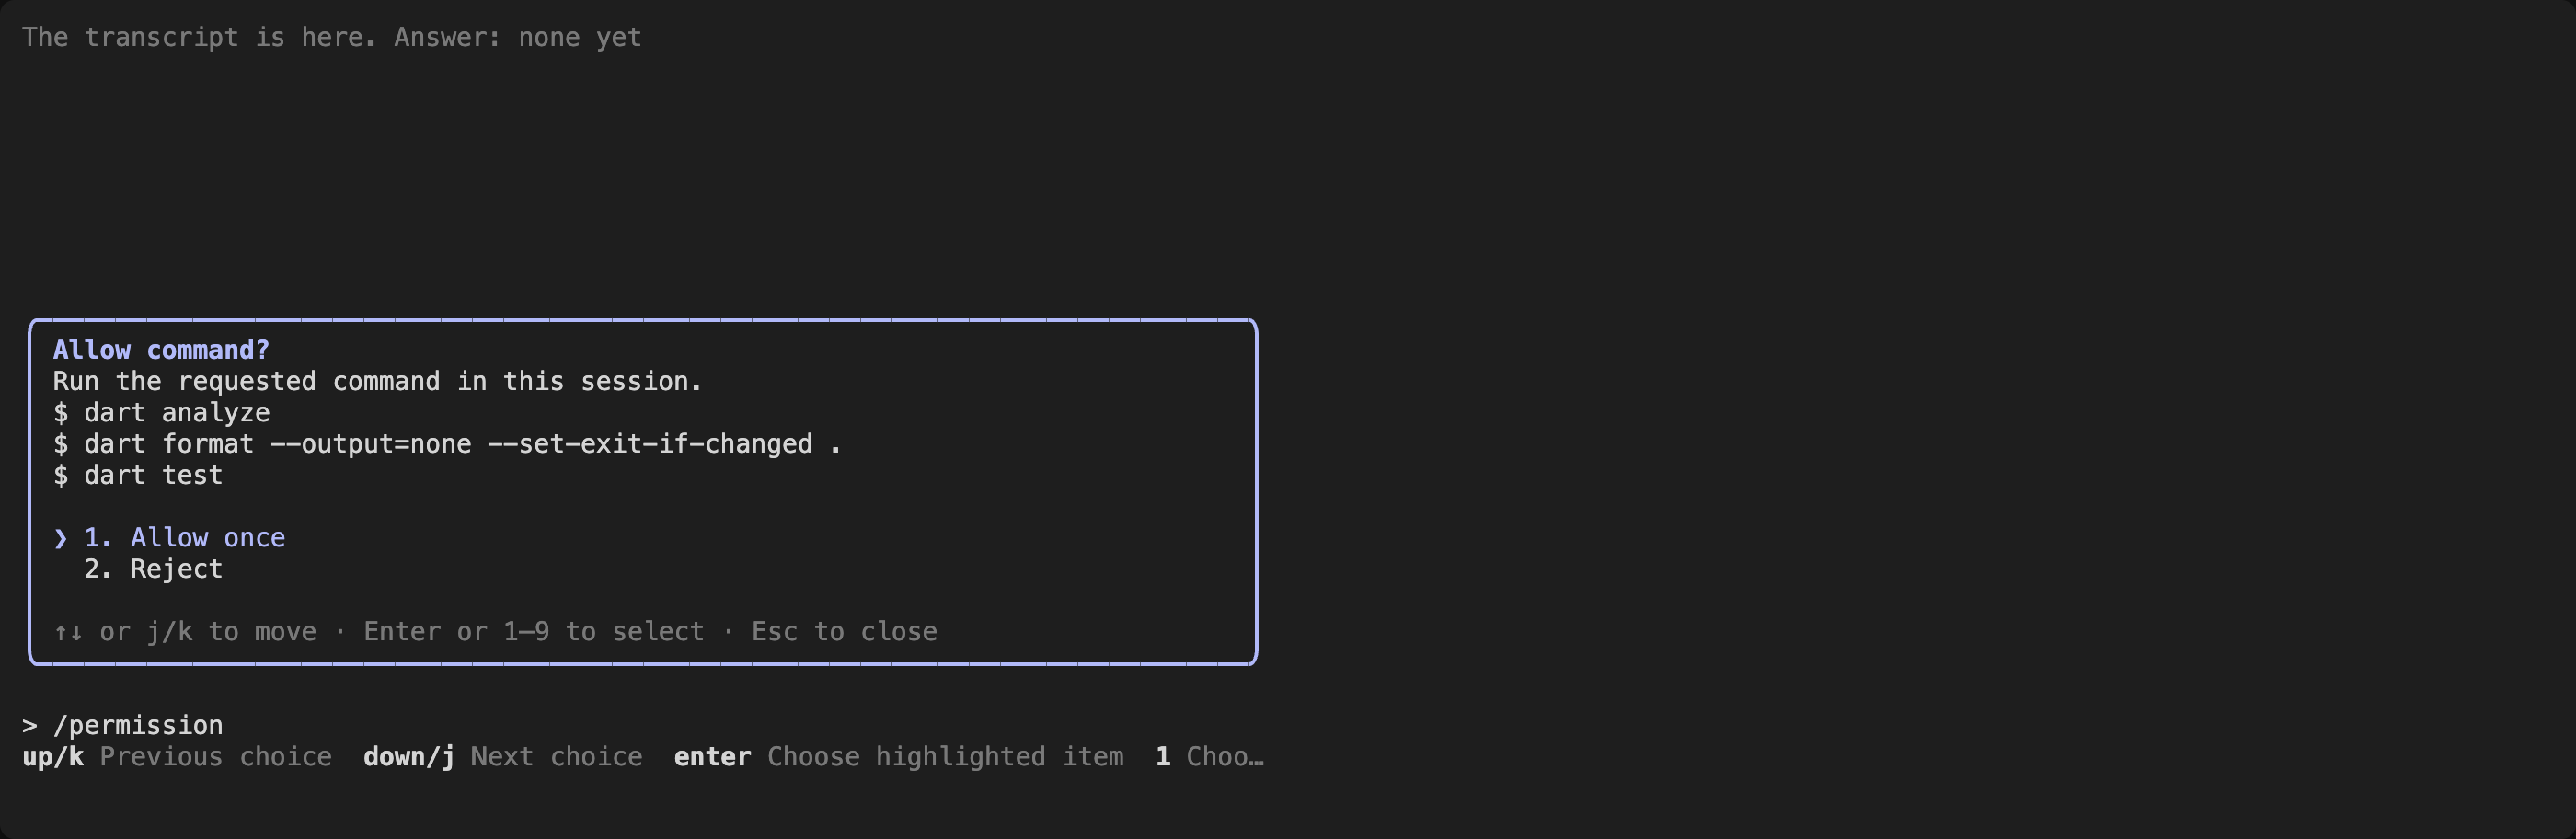 The transcript is here. Answer: none yet
Allow command?
Run the requested command in this session.
$ dart analyze
$ dart format --output=none --set-exit-if-changed .
$ dart test
❯ 1. Allow once
2. Reject
↑↓ or j/k to move · Enter or 1–9 to select · Esc to close
> /permission
up/k Previous choice  down/j Next choice  enter Choose highlighted item  1 Choo…